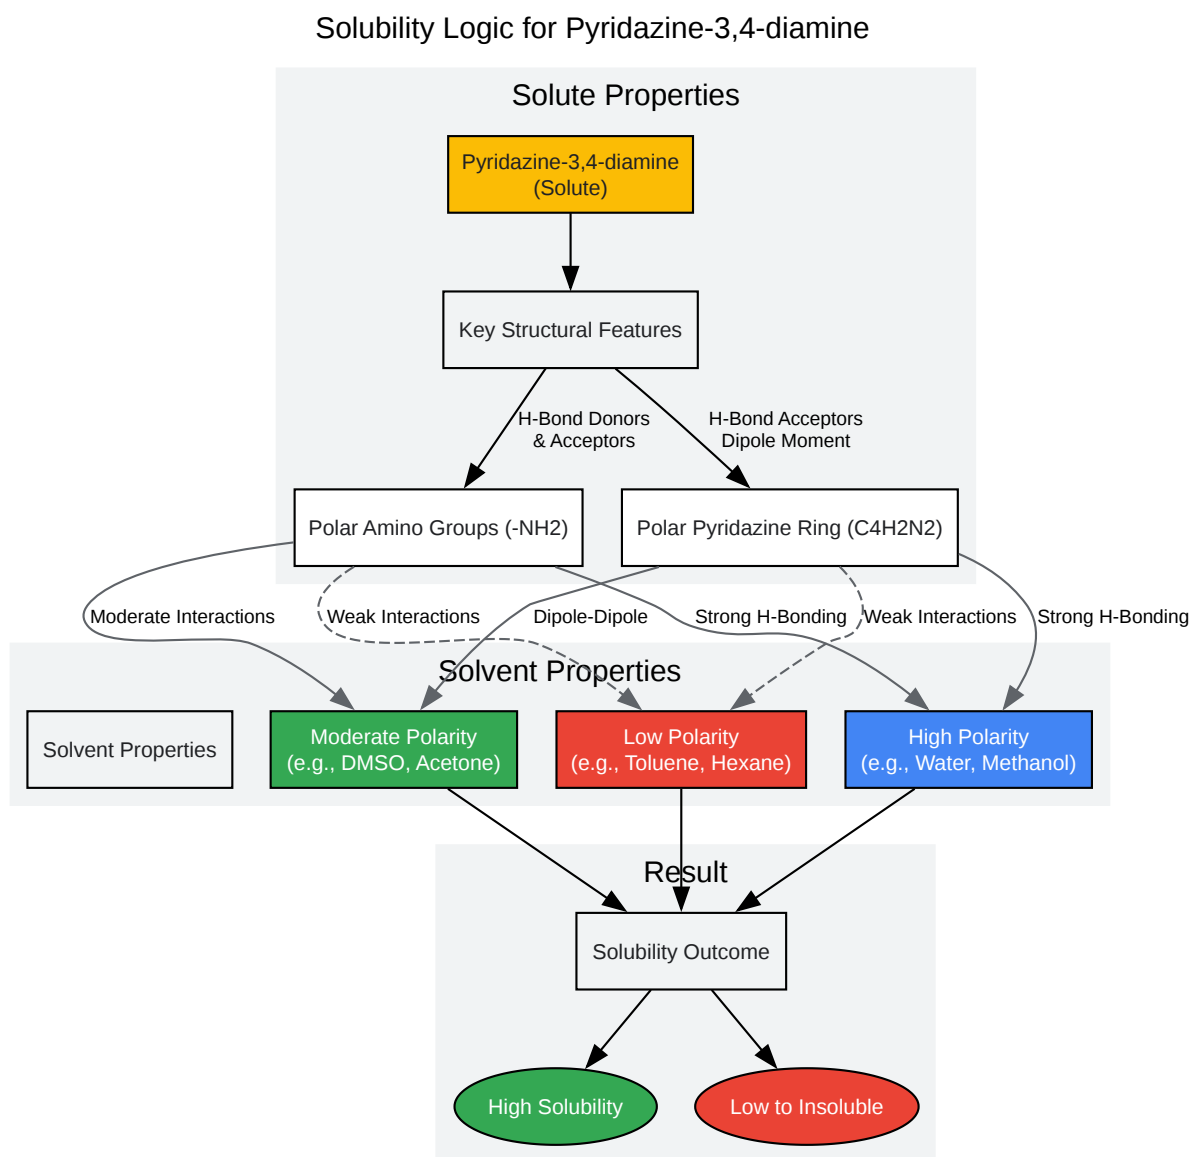 Solubility Logic for Pyridazine-3,4-diamine
Solute Properties
Pyridazine-3,4-diamine
(Solute)
Key Structural Features
H-Bond Donors
& Acceptors
H-Bond Acceptors
Dipole Moment
Polar Amino Groups (-NH2)
Polar Pyridazine Ring (C4H2N2)
Moderate Interactions
Weak Interactions
Dipole-Dipole
Strong H-Bonding
Weak Interactions
Strong H-Bonding
Solvent Properties
Solvent Properties
Moderate Polarity
(e.g., DMSO, Acetone)
Low Polarity
(e.g., Toluene, Hexane)
High Polarity
(e.g., Water, Methanol)
Result
Solubility Outcome
High Solubility
Low to Insoluble